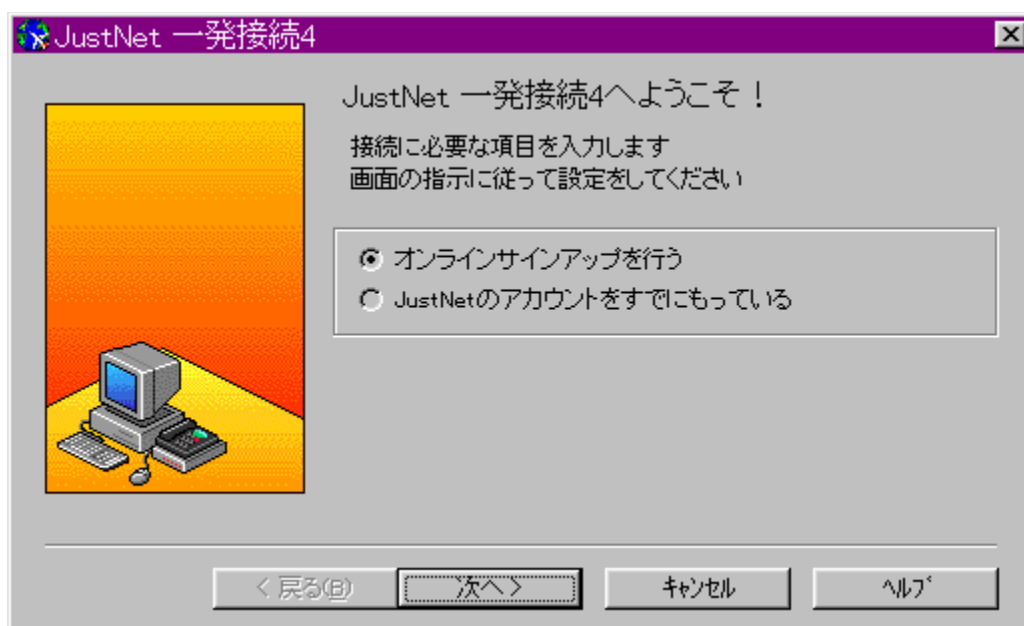 JustNet 一発接続4
JustNet 一発接続4へようこそ！
接続に必要な項目を入力します
画面の指示に従って設定をしてください
オンラインサインアップを行う
JustNetのアカウントをすでにもっている
< 戻る(B)
次へ >
ｷｬﾝｾﾙ
ﾍﾙﾌﾟ